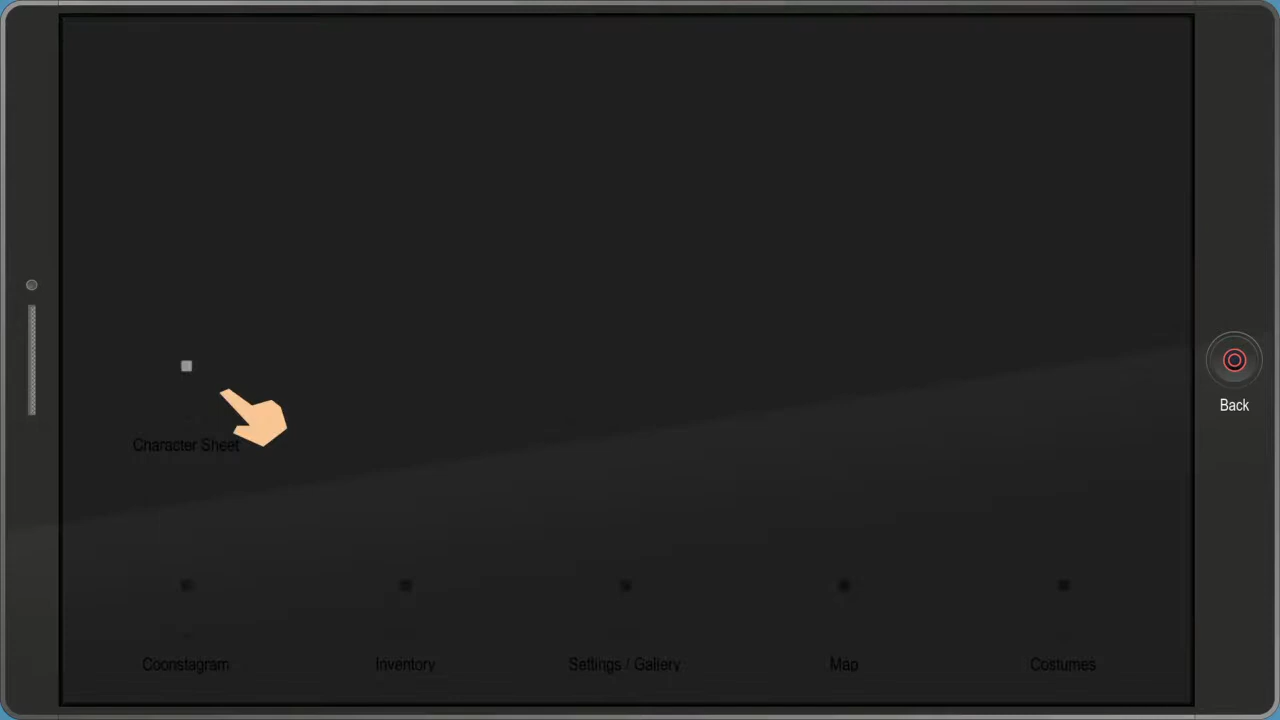 Back
Character Sheet
Coonstagram
Inventory
Settings / Gallery
Map
Costumes